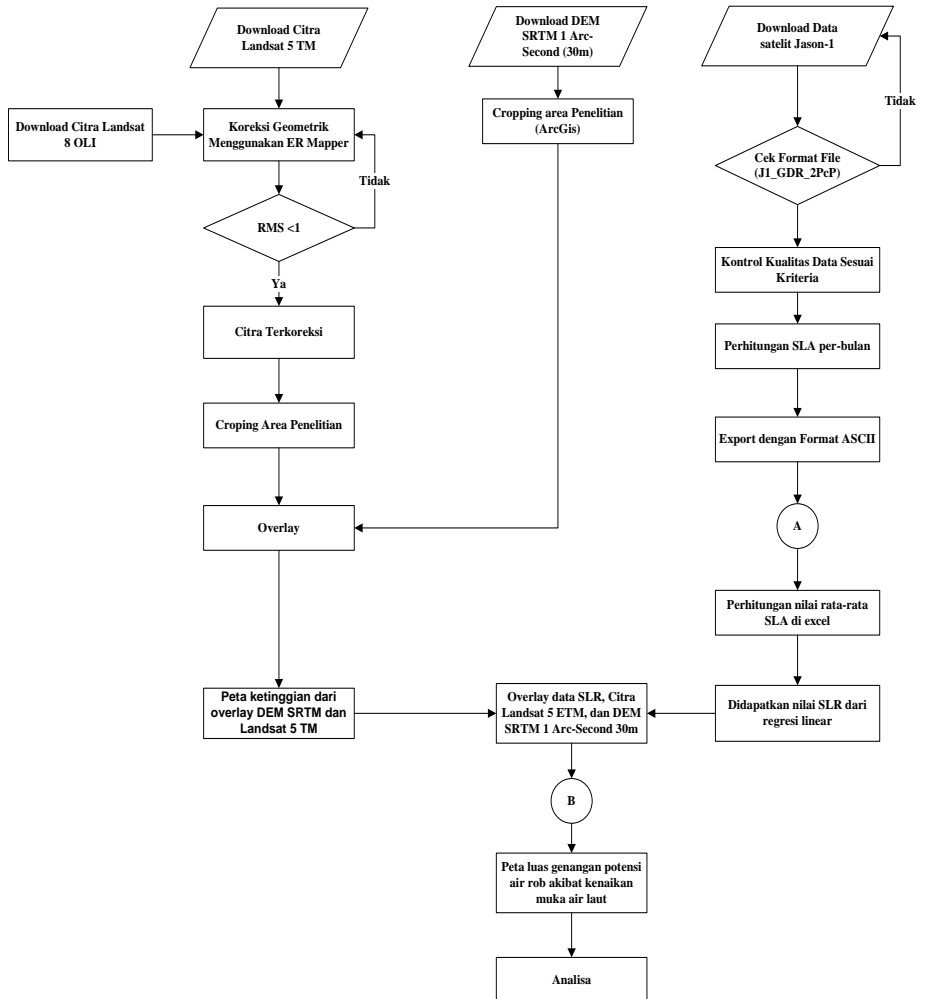 Download Citra
Landsat 5 TM
Download Citra Landsat
8 OLI
Koreksi Geometrik
Menggunakan ER Mapper
Tidak
RMS <1
Ya
Citra Terkoreksi
Croping Area Penelitian
Overlay
Peta ketinggian dari
overlay DEM SRTM dan
Landsat 5 TM
Download DEM
SRTM 1 Arc-
Second (30m)
Cropping area Penelitian
(ArcGis)
Download Data
satelit Jason-1
Tidak
Cek Format File
(J1_GDR_2PcP)
Kontrol Kualitas Data Sesuai
Kriteria
Perhitungan SLA per-bulan
Export dengan Format ASCII
A
Perhitungan nilai rata-rata
SLA di excel
Didapatkan nilai SLR dari
regresi linear
Overlay data SLR, Citra
Landsat 5 ETM, dan DEM
SRTM 1 Arc-Second 30m
B
Peta luas genangan potensi
air rob akibat kenaikan
muka air laut
Analisa